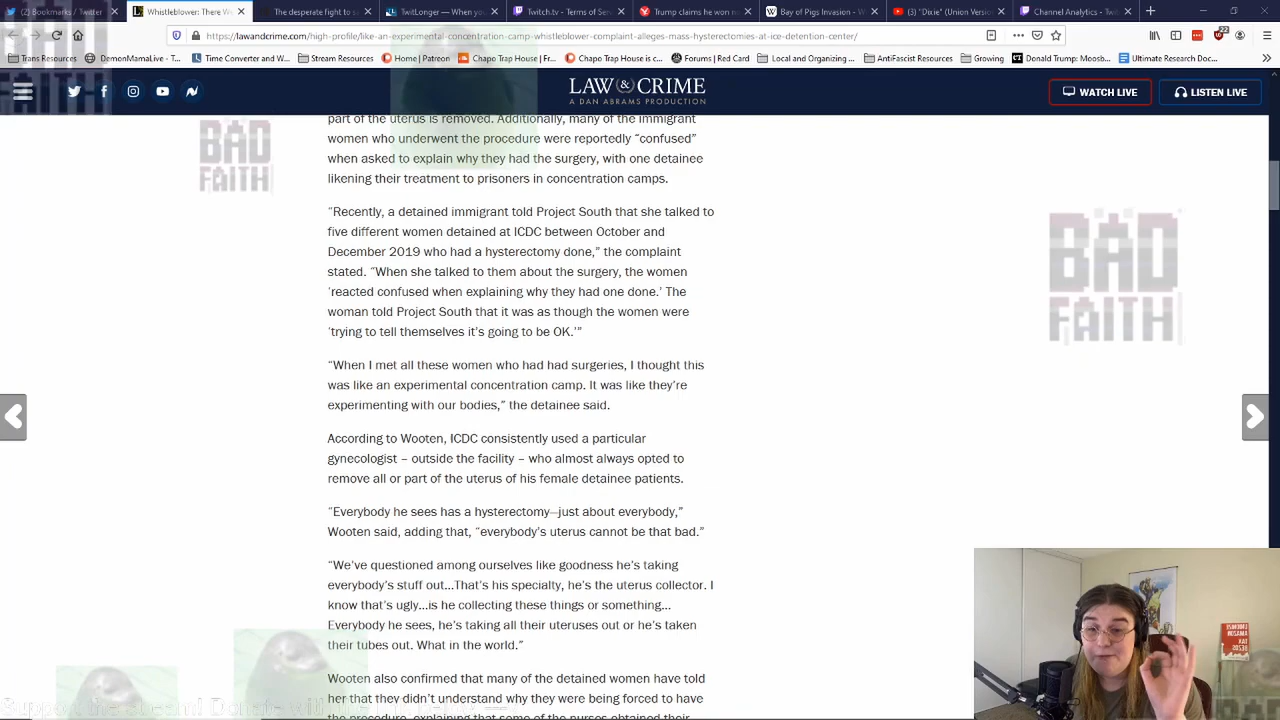 (2) Bookmarks / Twitter
Whistleblower: There W
The desperate fight to s
TwitLonger — When you
Twitch.tv - Terms of Serv
Trump claims he won no
Bay of Pigs Invasion - W
(3) "Dixie" (Union Version
Channel Analytics - Twit
https://lawandcrime.com/high-profile/like-an-experimental-concentration-camp-whistleblower-complaint-alleges-mass-hysterectomies-at-ice-detention-center/
Trans Resources
DemonMamaLive - Th...
Time Converter and W...
Stream Resources
Home | Patreon
Chapo Trap House | Fr...
Chapo Trap House is c...
Forums | Red Card
Local and Organizing ...
AntiFascist Resources
Growing
Donald Trump: Moosb...
Ultimate Research Doc...
LAW & CRIME
A DAN ABRAMS PRODUCTION
WATCH LIVE
LISTEN LIVE
part of the uterus is removed. Additionally, many of the immigrant
women who underwent the procedure were reportedly “confused”
when asked to explain why they had the surgery, with one detainee
likening their treatment to prisoners in concentration camps.
“Recently, a detained immigrant told Project South that she talked to
five different women detained at ICDC between October and
December 2019 who had a hysterectomy done,” the complaint
stated. “When she talked to them about the surgery, the women
‘reacted confused when explaining why they had one done.’ The
woman told Project South that it was as though the women were
‘trying to tell themselves it’s going to be OK.’”
“When I met all these women who had had surgeries, I thought this
was like an experimental concentration camp. It was like they’re
experimenting with our bodies,” the detainee said.
According to Wooten, ICDC consistently used a particular
gynecologist – outside the facility – who almost always opted to
remove all or part of the uterus of his female detainee patients.
“Everybody he sees has a hysterectomy—just about everybody,”
Wooten said, adding that, “everybody’s uterus cannot be that bad.”
“We’ve questioned among ourselves like goodness he’s taking
everybody’s stuff out…That’s his specialty, he’s the uterus collector. I
know that’s ugly…is he collecting these things or something…
Everybody he sees, he’s taking all their uteruses out or he’s taken
their tubes out. What in the world.”
Wooten also confirmed that many of the detained women have told
her that they didn’t understand why they were being forced to have
the procedure, explaining that some of the nurses obtained their
BAD
FAITH
BAD
FAITH